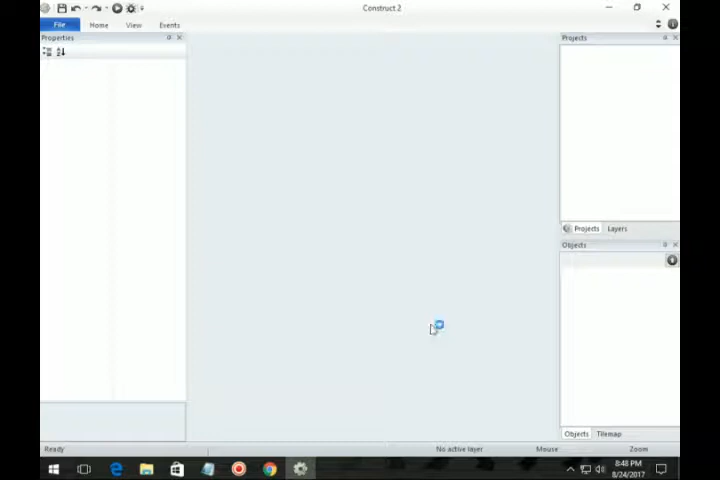 Construct 2
File Home View Events
Properties
Projects
Projects Layers
Objects
Objects Tilemap
Ready No active layer Mouse Zoom
8:48 PM
8/24/2017